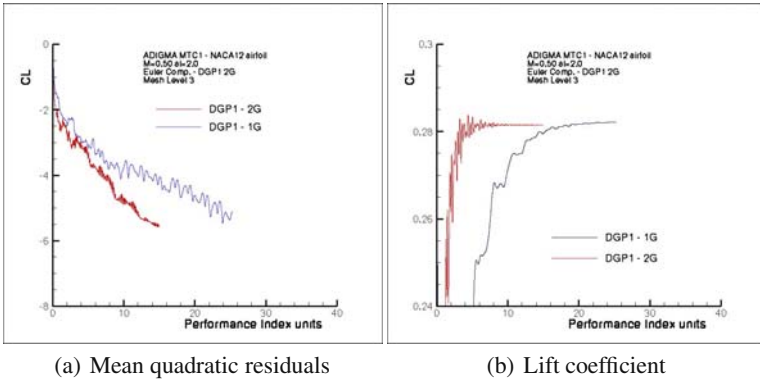 0
CL
ADIGMA MTC1 - NACA12 airfoil
M=0,50 al=2.0
Euler Comp. - DGP1 2G
Mesh Level 3
DGP1 - 2G
DGP1 - 1G
-2
-4
-6
-8
0
10
20
30
40
Performance Index units
(a) Mean quadratic residuals
0.3
CL
ADIGMA MTC1 - NACA12 airfoil
M=0,50 al=2.0
Euler Comp. - DGP1 2G
Mesh Level 3
0.28
0.26
DGP1 - 1G
DGP1 - 2G
0.24
0
10
20
30
40
Performance Index units
(b) Lift coefficient